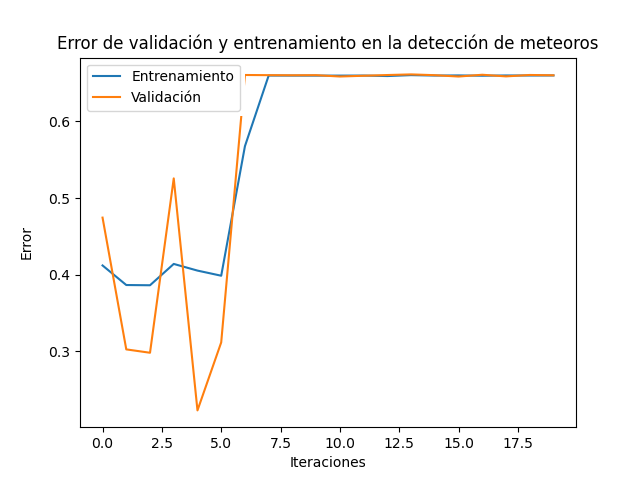 Error de validación y entrenamiento en la detección de meteoros
Entrenamiento
Validación
0.6
0.5
0.4
0.3
Error
0.0 2.5 5.0 7.5 10.0 12.5 15.0 17.5
Iteraciones